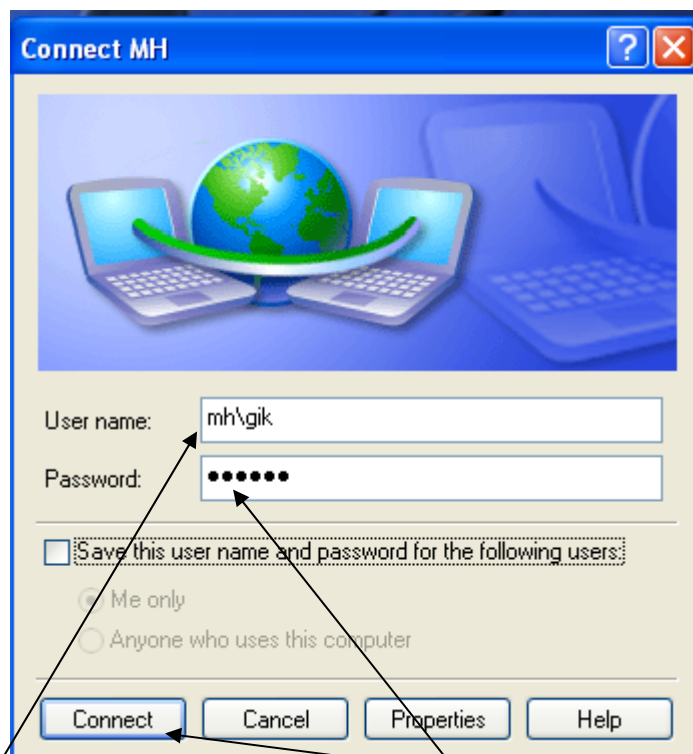 Connect MH
User name: mh\gik
Password: ●●●●●●
Save this user name and password for the following users:
Me only
Anyone who uses this computer
Connect Cancel Properties Help